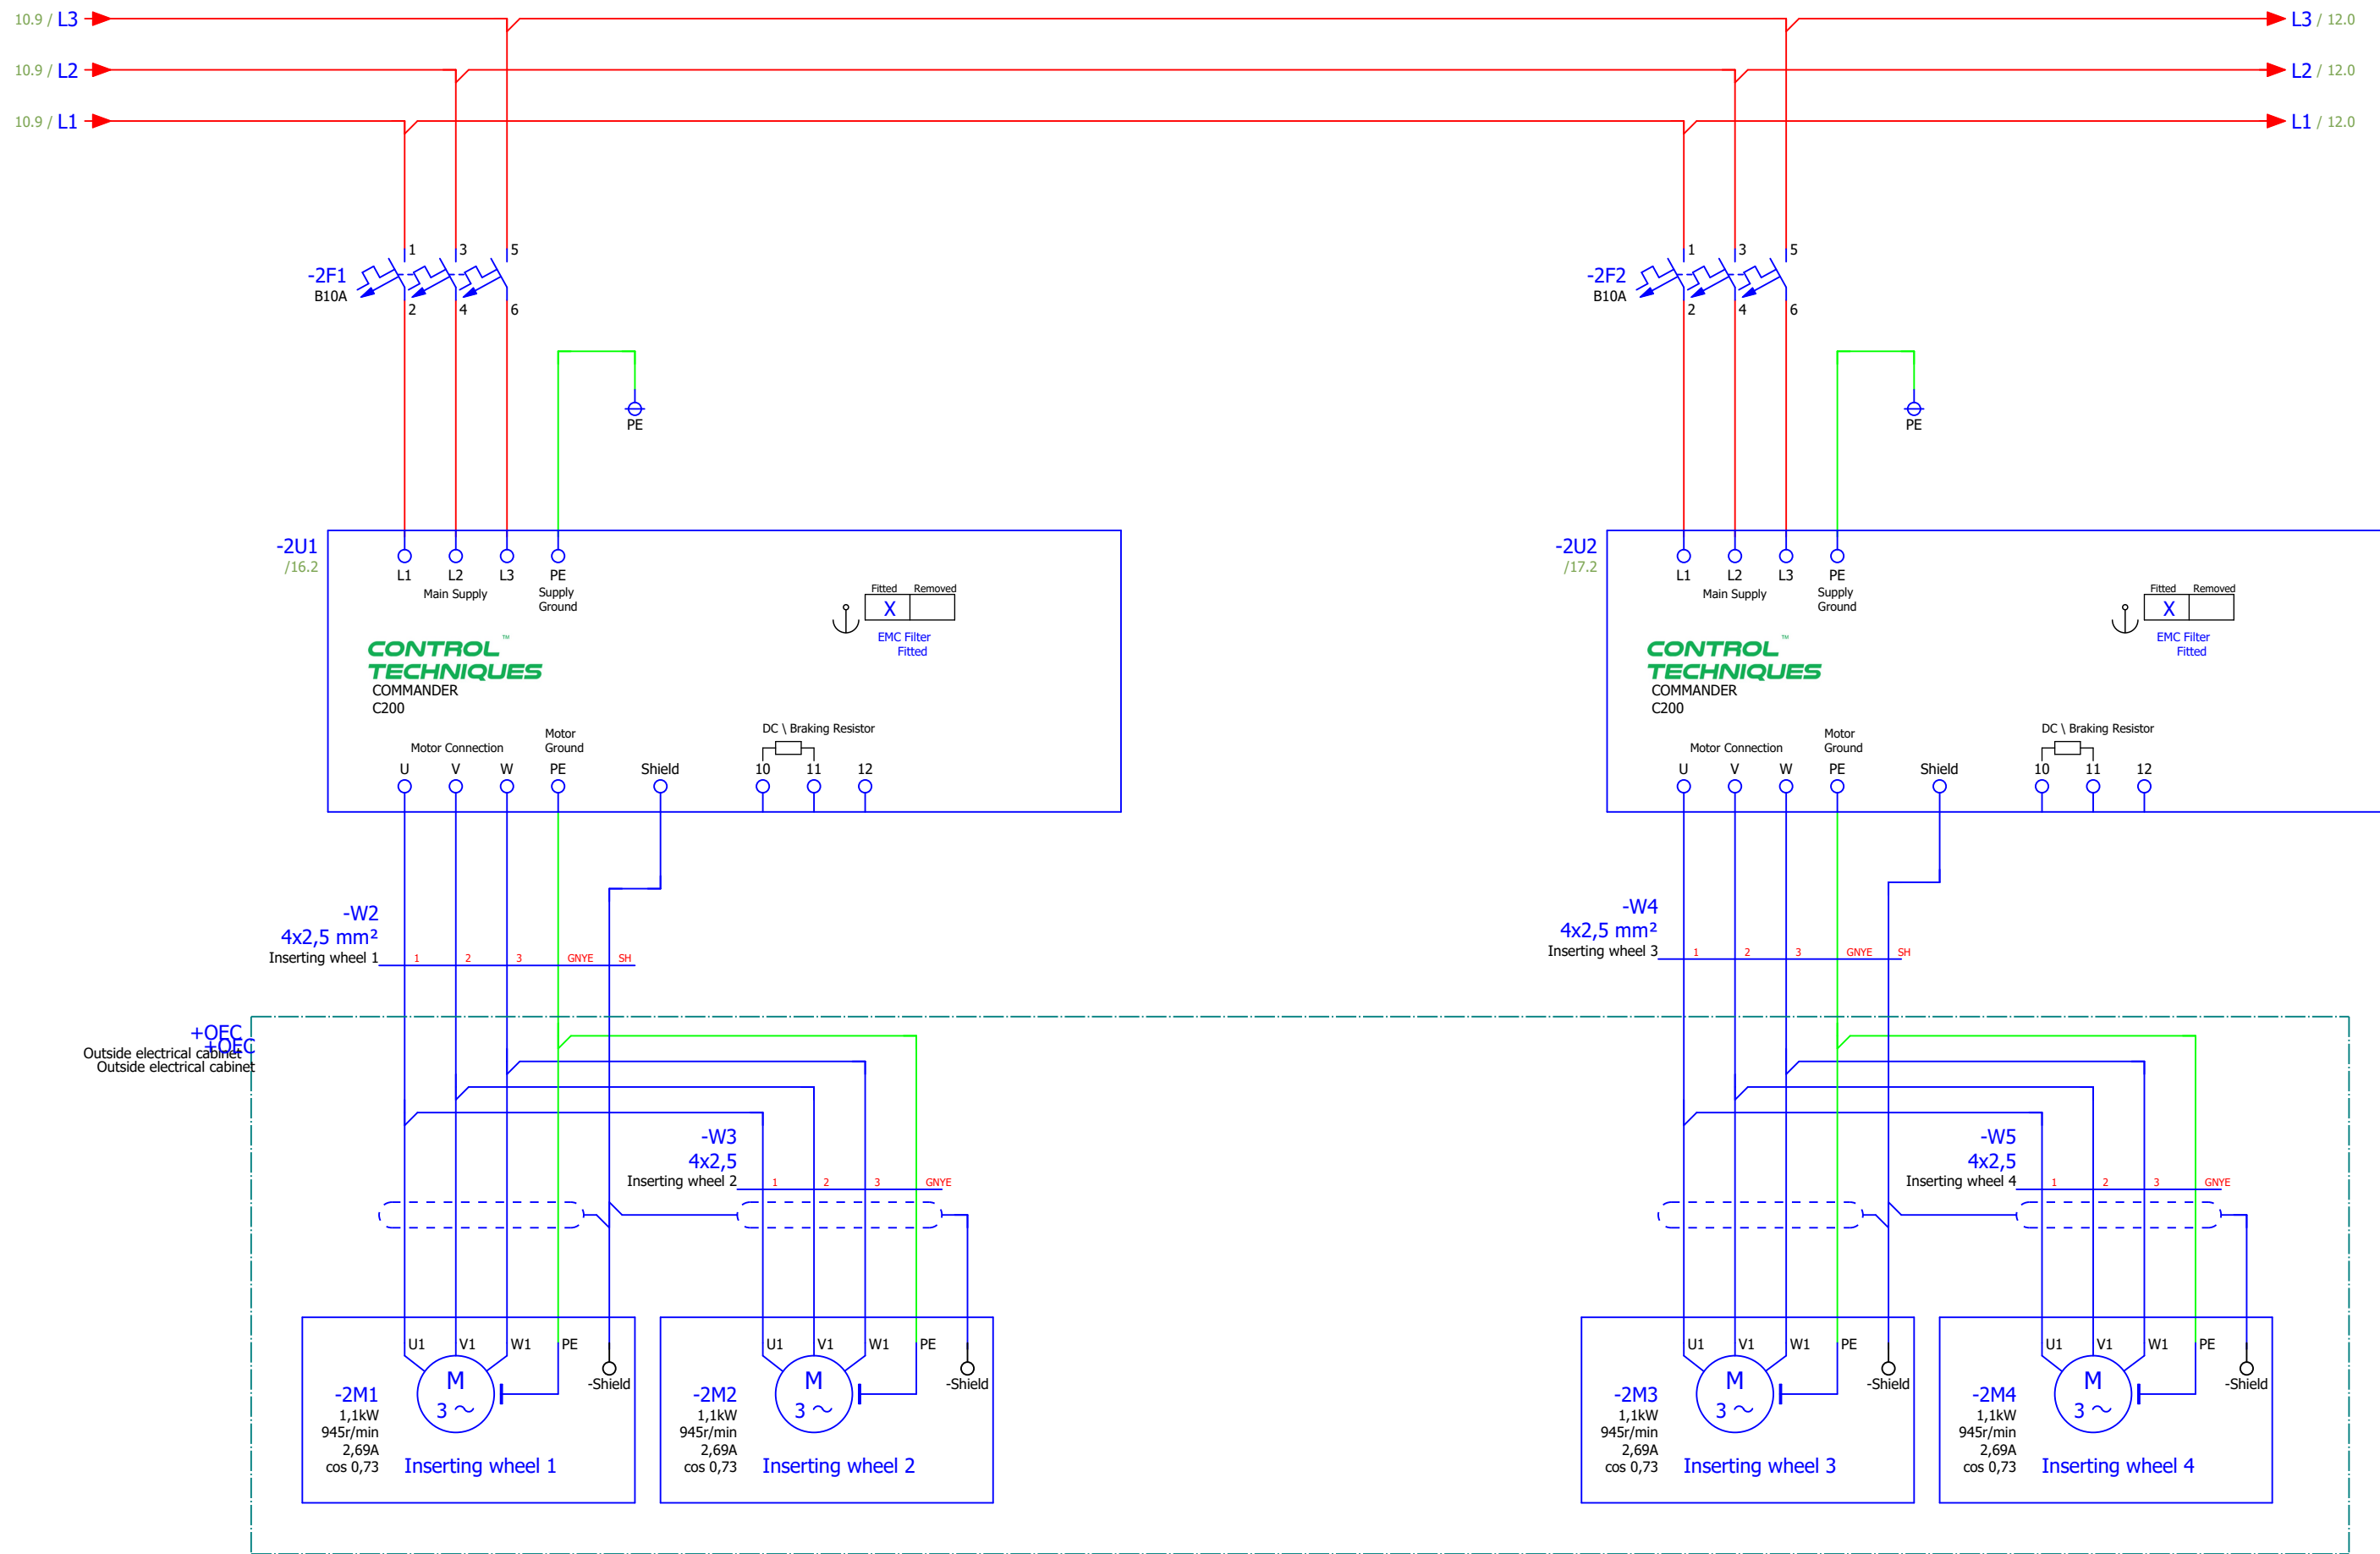 10.9 / L3
L3 / 12.0
10.9 / L2
L2 / 12.0
10.9 / L1
L1 / 12.0
-2F1
B10A
1
3
5
2
4
6
-2F2
B10A
1
3
5
2
4
6
PE
PE
-2U1
/16.2
L1
L2
L3
PE
Main Supply
Supply
Ground
Fitted
Removed
X
EMC Filter
Fitted
CONTROL™
TECHNIQUES
COMMANDER
C200
Motor Connection
Motor
Ground
DC \ Braking Resistor
U
V
W
PE
Shield
10
11
12
-2U2
/17.2
L1
L2
L3
PE
Main Supply
Supply
Ground
Fitted
Removed
X
EMC Filter
Fitted
CONTROL™
TECHNIQUES
COMMANDER
C200
Motor Connection
Motor
Ground
DC \ Braking Resistor
U
V
W
PE
Shield
10
11
12
-W2
4x2,5 mm²
Inserting wheel 1
1
2
3
GNYE
SH
-W4
4x2,5 mm²
Inserting wheel 3
1
2
3
GNYE
SH
+OEC
+OEC
Outside electrical cabinet
Outside electrical cabinet
-W3
4x2,5
Inserting wheel 2
1
2
3
GNYE
-W5
4x2,5
Inserting wheel 4
1
2
3
GNYE
U1
V1
W1
PE
-Shield
-2M1
1,1kW
945r/min
2,69A
cos 0,73
M
3
Inserting wheel 1
U1
V1
W1
PE
-Shield
-2M2
1,1kW
945r/min
2,69A
cos 0,73
M
3
Inserting wheel 2
U1
V1
W1
PE
-Shield
-2M3
1,1kW
945r/min
2,69A
cos 0,73
M
3
Inserting wheel 3
U1
V1
W1
PE
-Shield
-2M4
1,1kW
945r/min
2,69A
cos 0,73
M
3
Inserting wheel 4